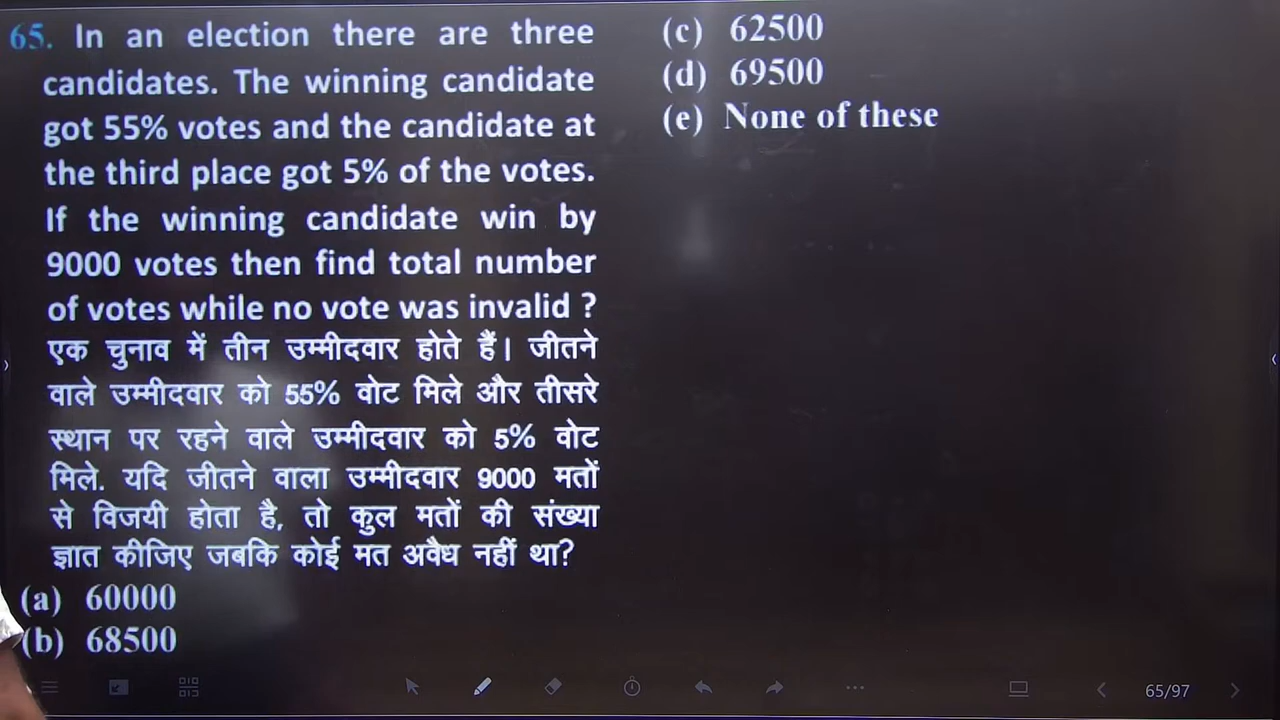 65. In an election there are three
candidates. The winning candidate
got 55% votes and the candidate at
the third place got 5% of the votes.
If the winning candidate win by
9000 votes then find total number
of votes while no vote was invalid ?
एक चुनाव में तीन उम्मीदवार होते हैं। जीतने
वाले उम्मीदवार को 55% वोट मिले और तीसरे
स्थान पर रहने वाले उम्मीदवार को 5% वोट
मिले. यदि जीतने वाला उम्मीदवार 9000 मतों
से विजयी होता है, तो कुल मतों की संख्या
ज्ञात कीजिए जबकि कोई मत अवैध नहीं था?
(a) 60000
(b) 68500
(c) 62500
(d) 69500
(e) None of these
65/97